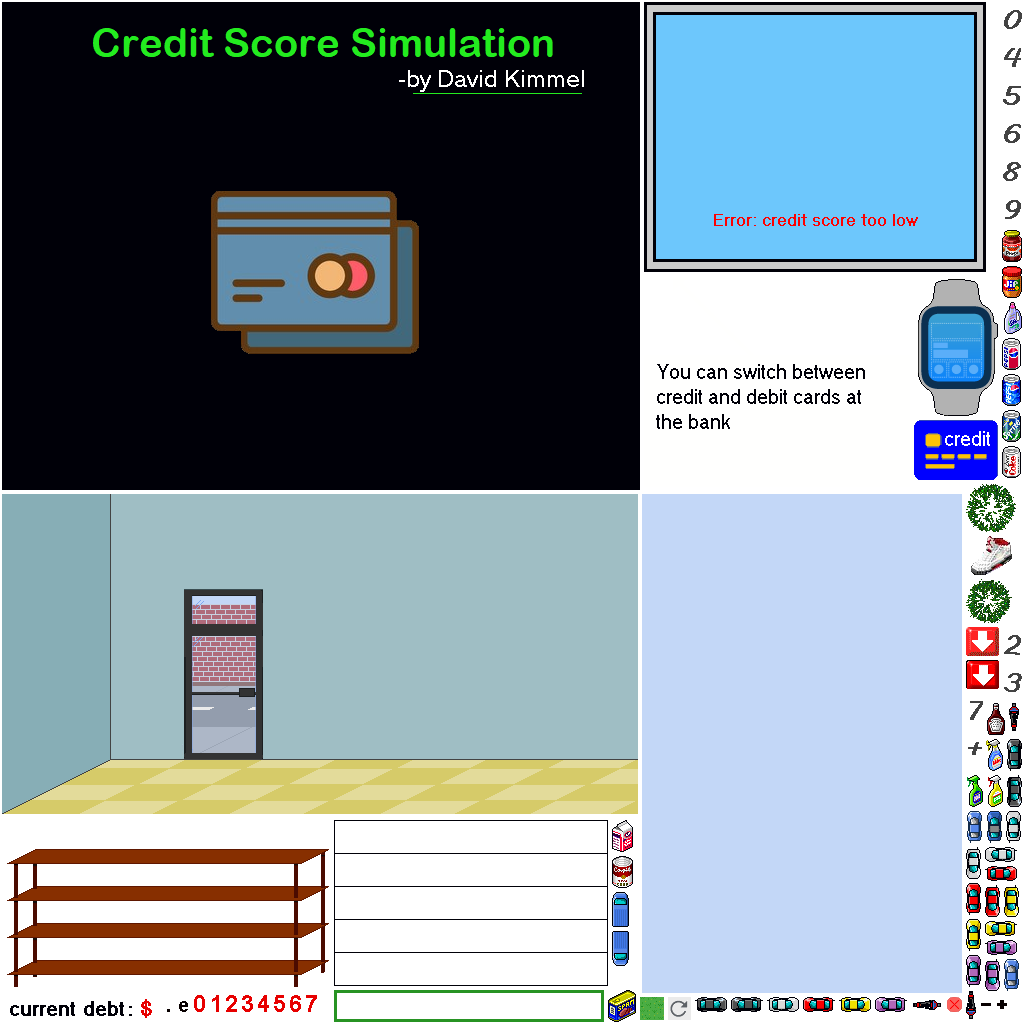 Credit Score Simulation
-by David Kimmel
Error: credit score too low
0
4
5
6
8
9
You can switch between
credit and debit cards at
the bank
credit
2
3
7
+
current debt: $ . e 0 1 2 3 4 5 6 7
- +